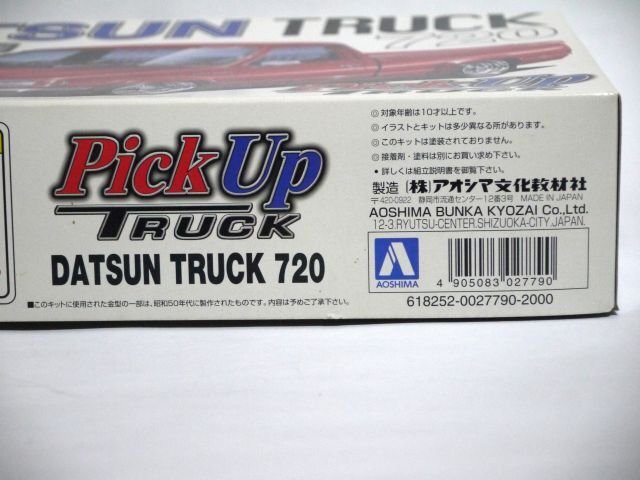 TSUN TRUCK
720
PickUp
Pick Up
TRUCK
DATSUN TRUCK 720
■このキットに使用された金型の一部は、昭和50年代に製作されたものです。内容は予めご了承下さい。
◎対象年齢は10才以上です。
◎イラストとキットは多少異なる所があります。
◎このキットは塗装されておりません。
◎接着剤・塗料は別にお買い求め下さい。
・詳しくは組立説明書を御覧下さい。
製造 (株)アオシマ文化教材社
〒420-0922 静岡市流通センター12番3号 MADE IN JAPAN
AOSHIMA BUNKA KYOZAI Co.,Ltd.
12-3.RYUTSU-CENTER.SHIZUOKA-CITY.JAPAN.
AOSHIMA
4 905083 027790
618252-0027790-2000